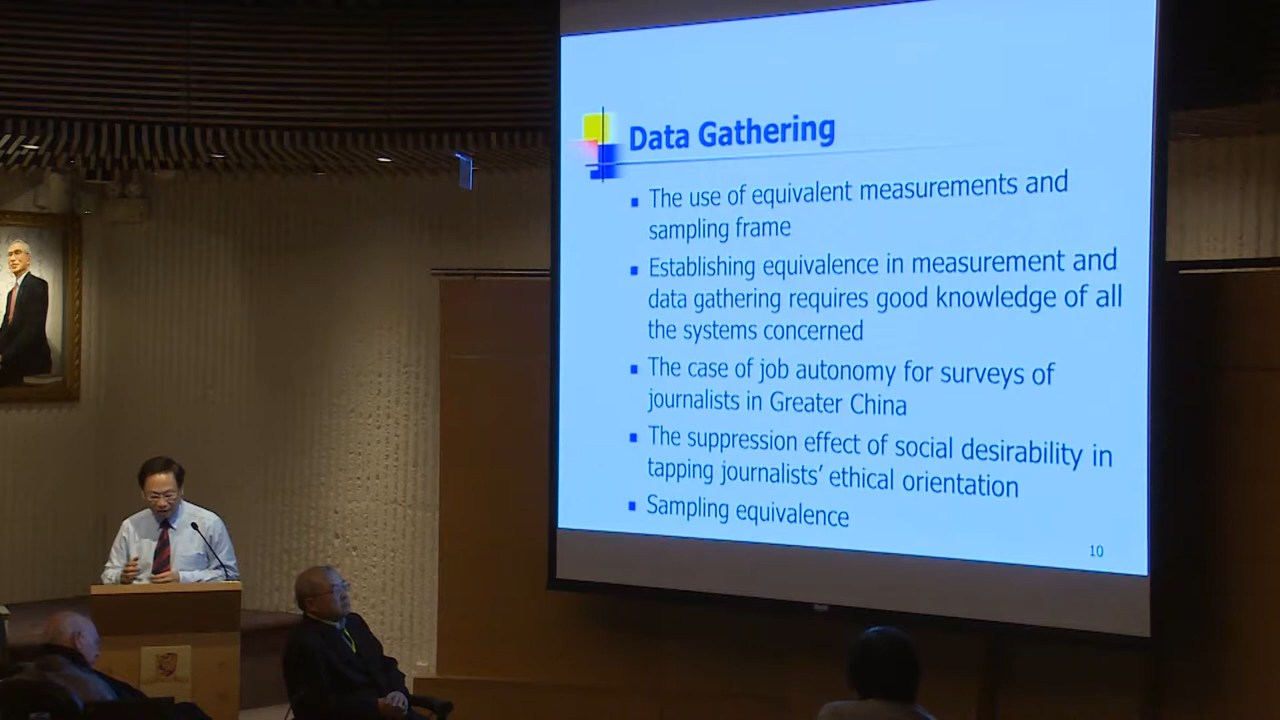 Data Gathering
The use of equivalent measurements and
sampling frame
Establishing equivalence in measurement and
data gathering requires good knowledge of all
the systems concerned
The case of job autonomy for surveys of
journalists in Greater China
The suppression effect of social desirability in
tapping journalists' ethical orientation
Sampling equivalence
10